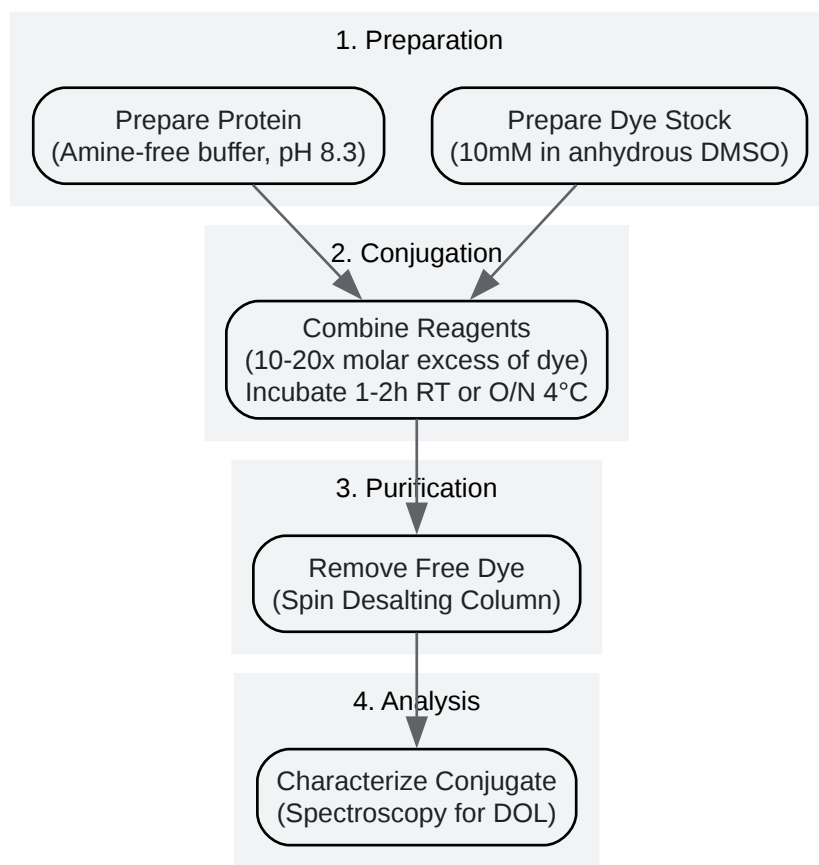 1. Preparation
Prepare Protein
(Amine-free buffer, pH 8.3)
Prepare Dye Stock
(10mM in anhydrous DMSO)
2. Conjugation
Combine Reagents
(10-20x molar excess of dye)
Incubate 1-2h RT or O/N 4°C
3. Purification
Remove Free Dye
(Spin Desalting Column)
4. Analysis
Characterize Conjugate
(Spectroscopy for DOL)